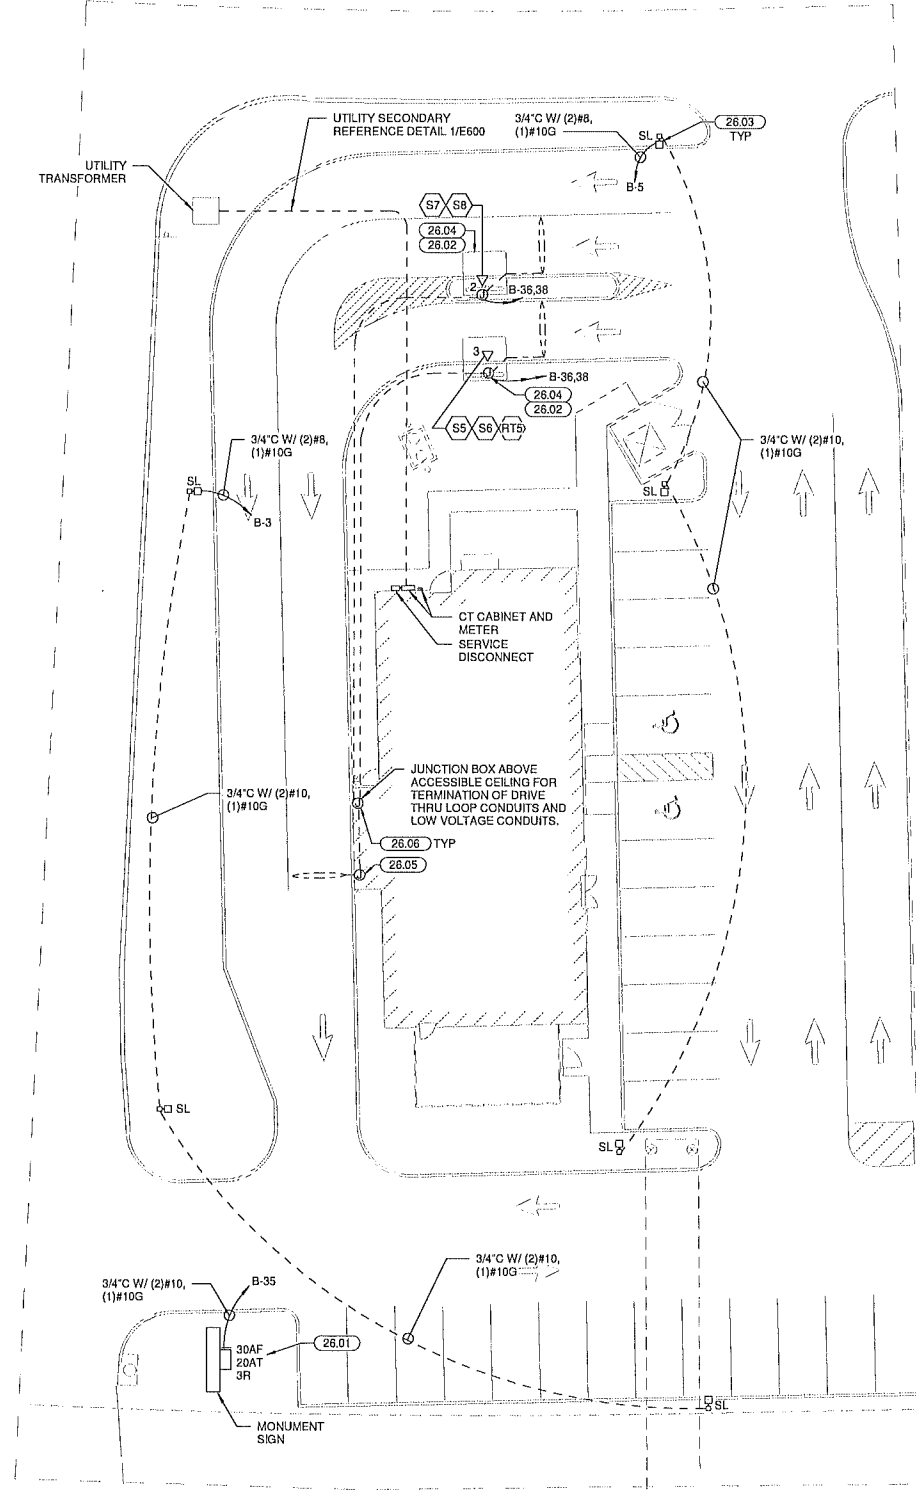 UTILITY SECONDARY
REFERENCE DETAIL 1/E600
3/4"C W/ (2)#8,
(1)#10G
SL
26.03
TYP
UTILITY
TRANSFORMER
B-5
S7
S8
26.04
26.02
2
B-36,38
3
B-36,38
26.04
26.02
S5
S6
RT5
3/4"C W/ (2)#8,
(1)#10G
3/4"C W/ (2)#10,
(1)#10G
SL
SL
B-3
CT CABINET AND
METER
SERVICE
DISCONNECT
JUNCTION BOX ABOVE
ACCESSIBLE CEILING FOR
TERMINATION OF DRIVE
THRU LOOP CONDUITS AND
LOW VOLTAGE CONDUITS.
3/4"C W/ (2)#10,
(1)#10G
26.06
TYP
26.05
SL
SL
3/4"C W/ (2)#10,
(1)#10G
B-35
3/4"C W/ (2)#10,
(1)#10G
30AF
20AT
3R
26.01
SL
MONUMENT
SIGN